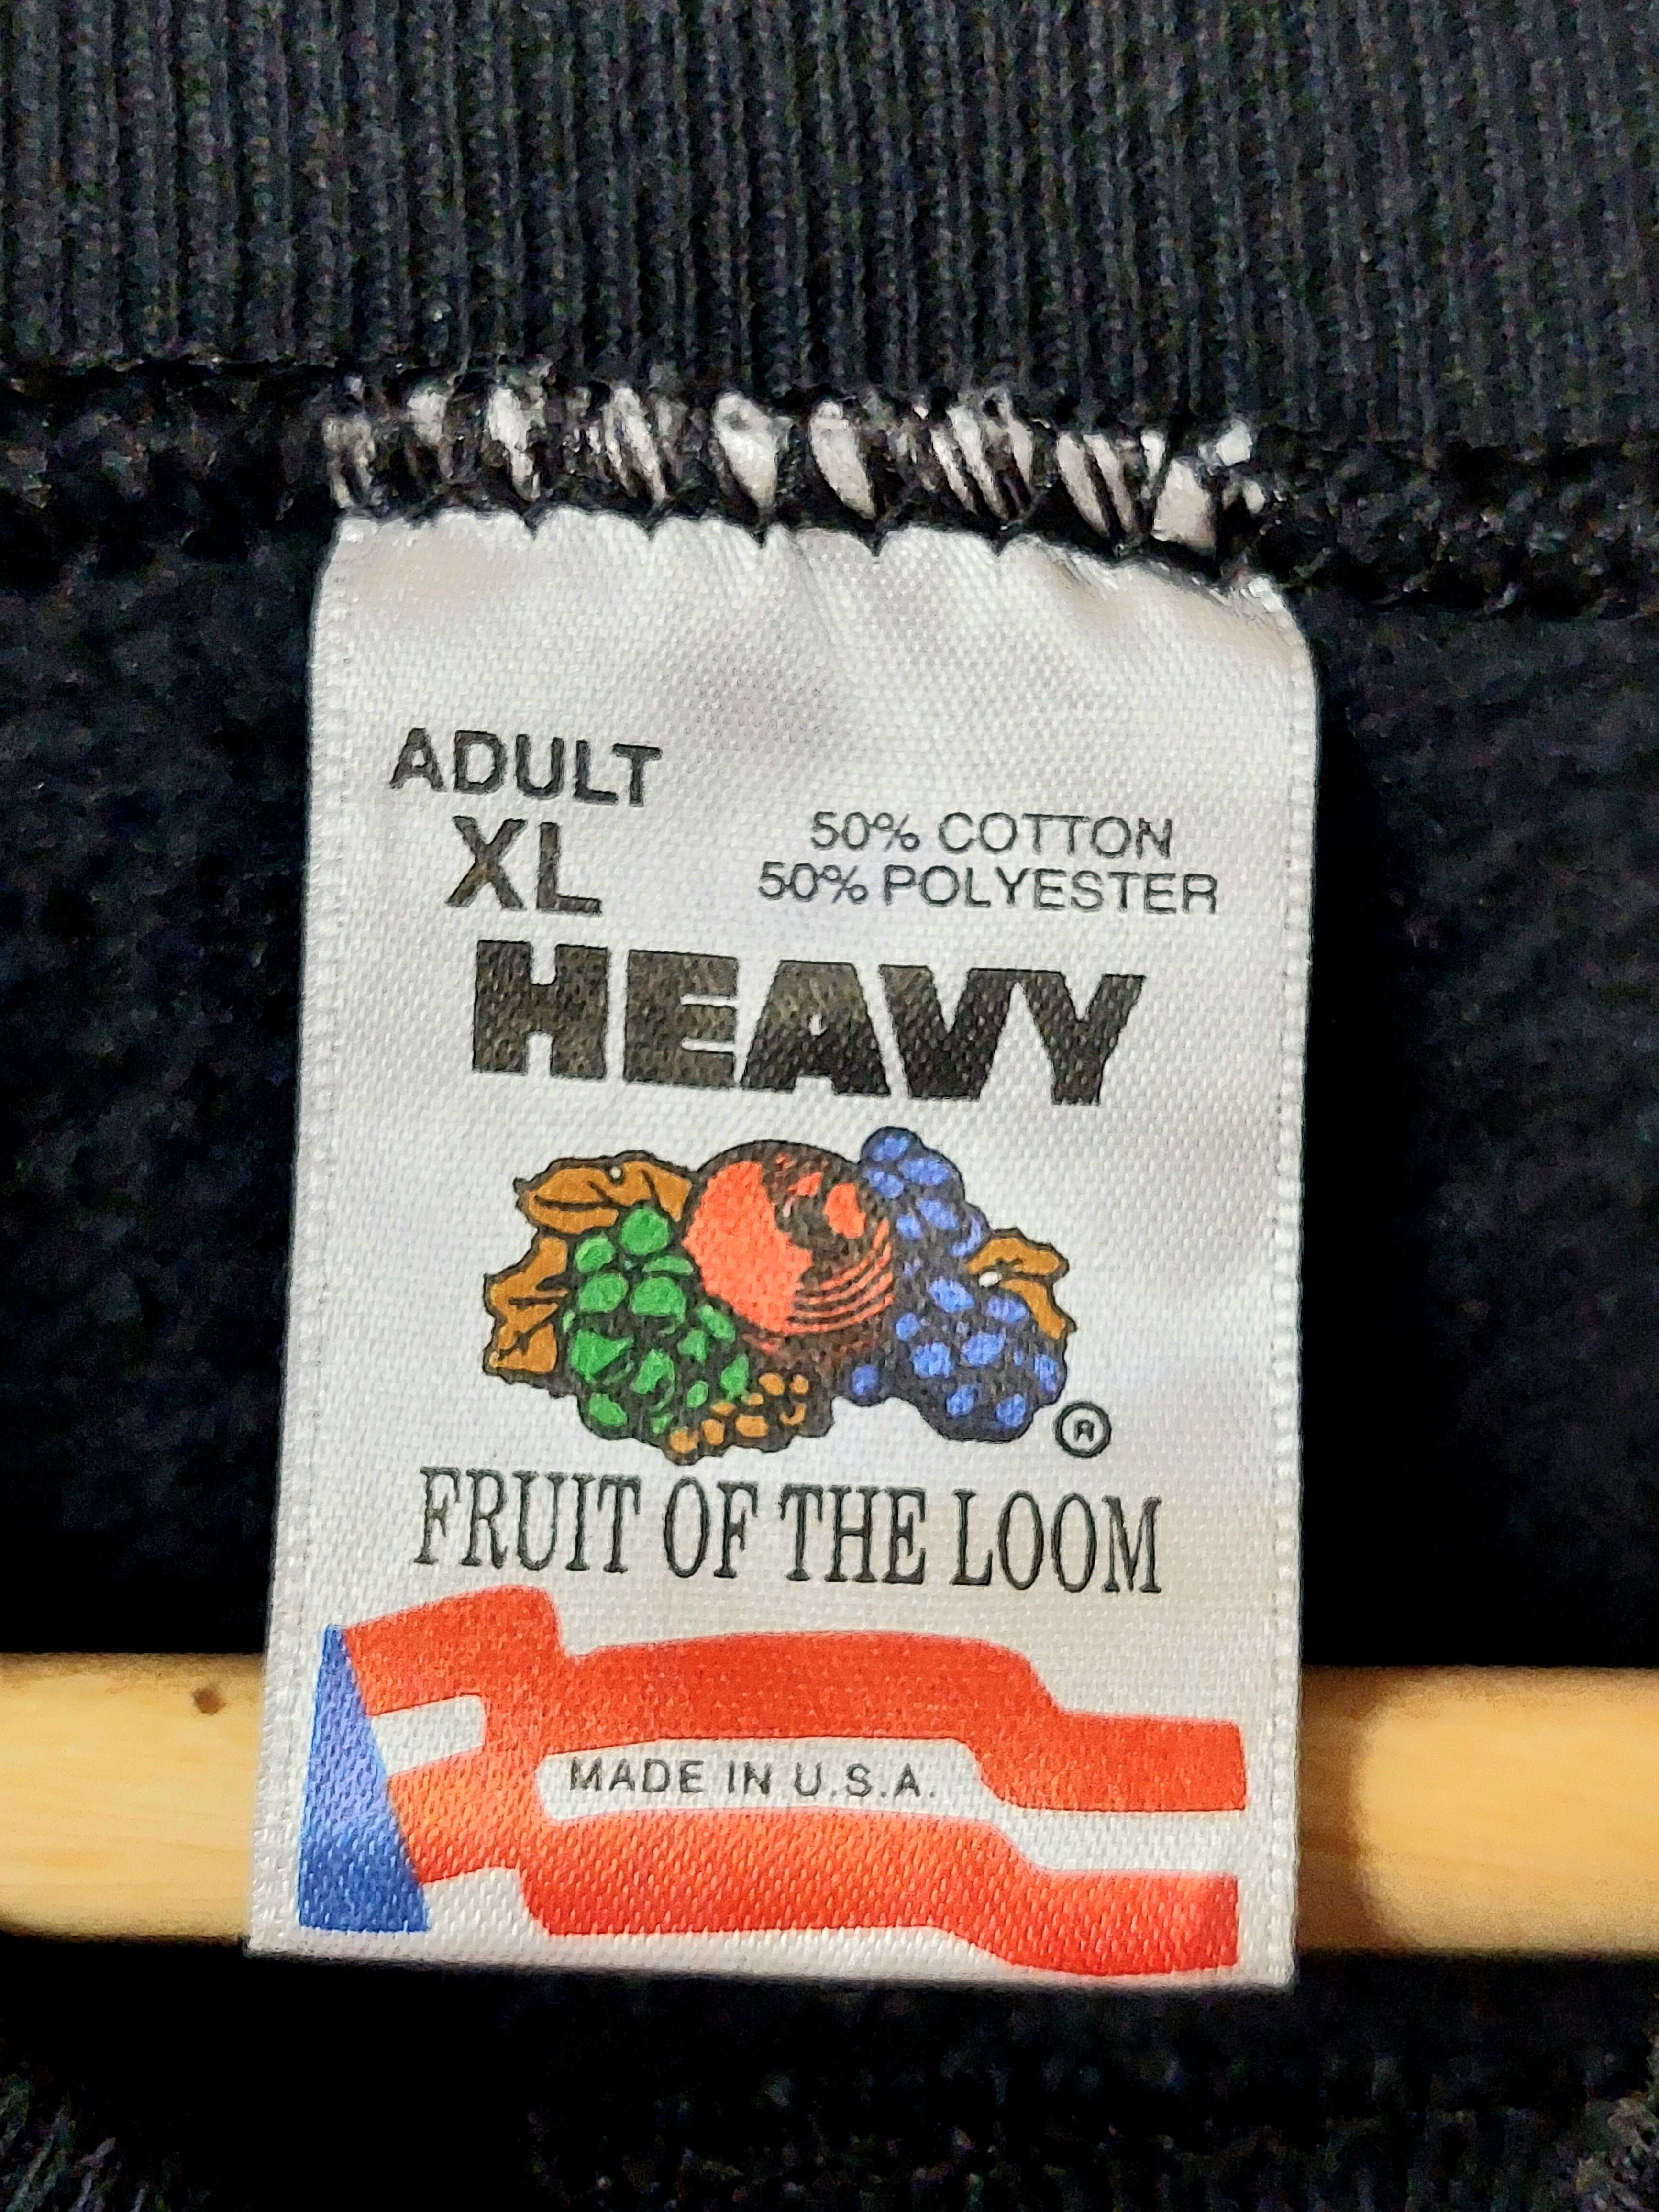 ADULT
XL
50% COTTON
50% POLYESTER
HEAVY
®
FRUIT OF THE LOOM
MADE IN U.S.A.